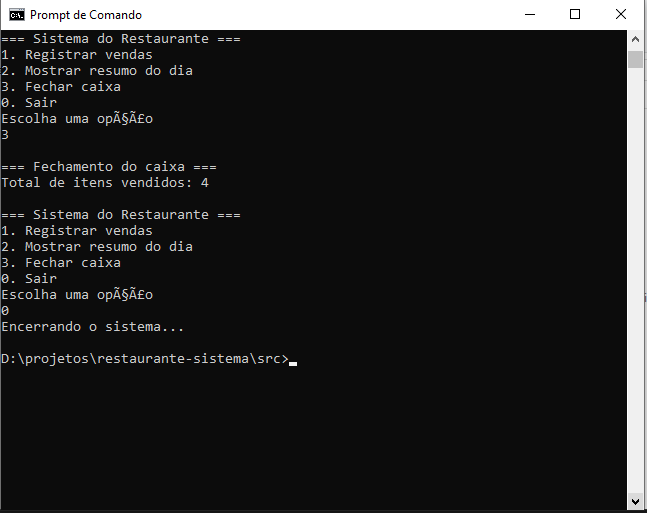 Prompt de Comando
=== Sistema do Restaurante ===
1. Registrar vendas
2. Mostrar resumo do dia
3. Fechar caixa
0. Sair
Escolha uma opÃ§Ã£o
3
=== Fechamento do caixa ===
Total de itens vendidos: 4
=== Sistema do Restaurante ===
1. Registrar vendas
2. Mostrar resumo do dia
3. Fechar caixa
0. Sair
Escolha uma opÃ§Ã£o
0
Encerrando o sistema...
D:\projetos\restaurante-sistema\src>